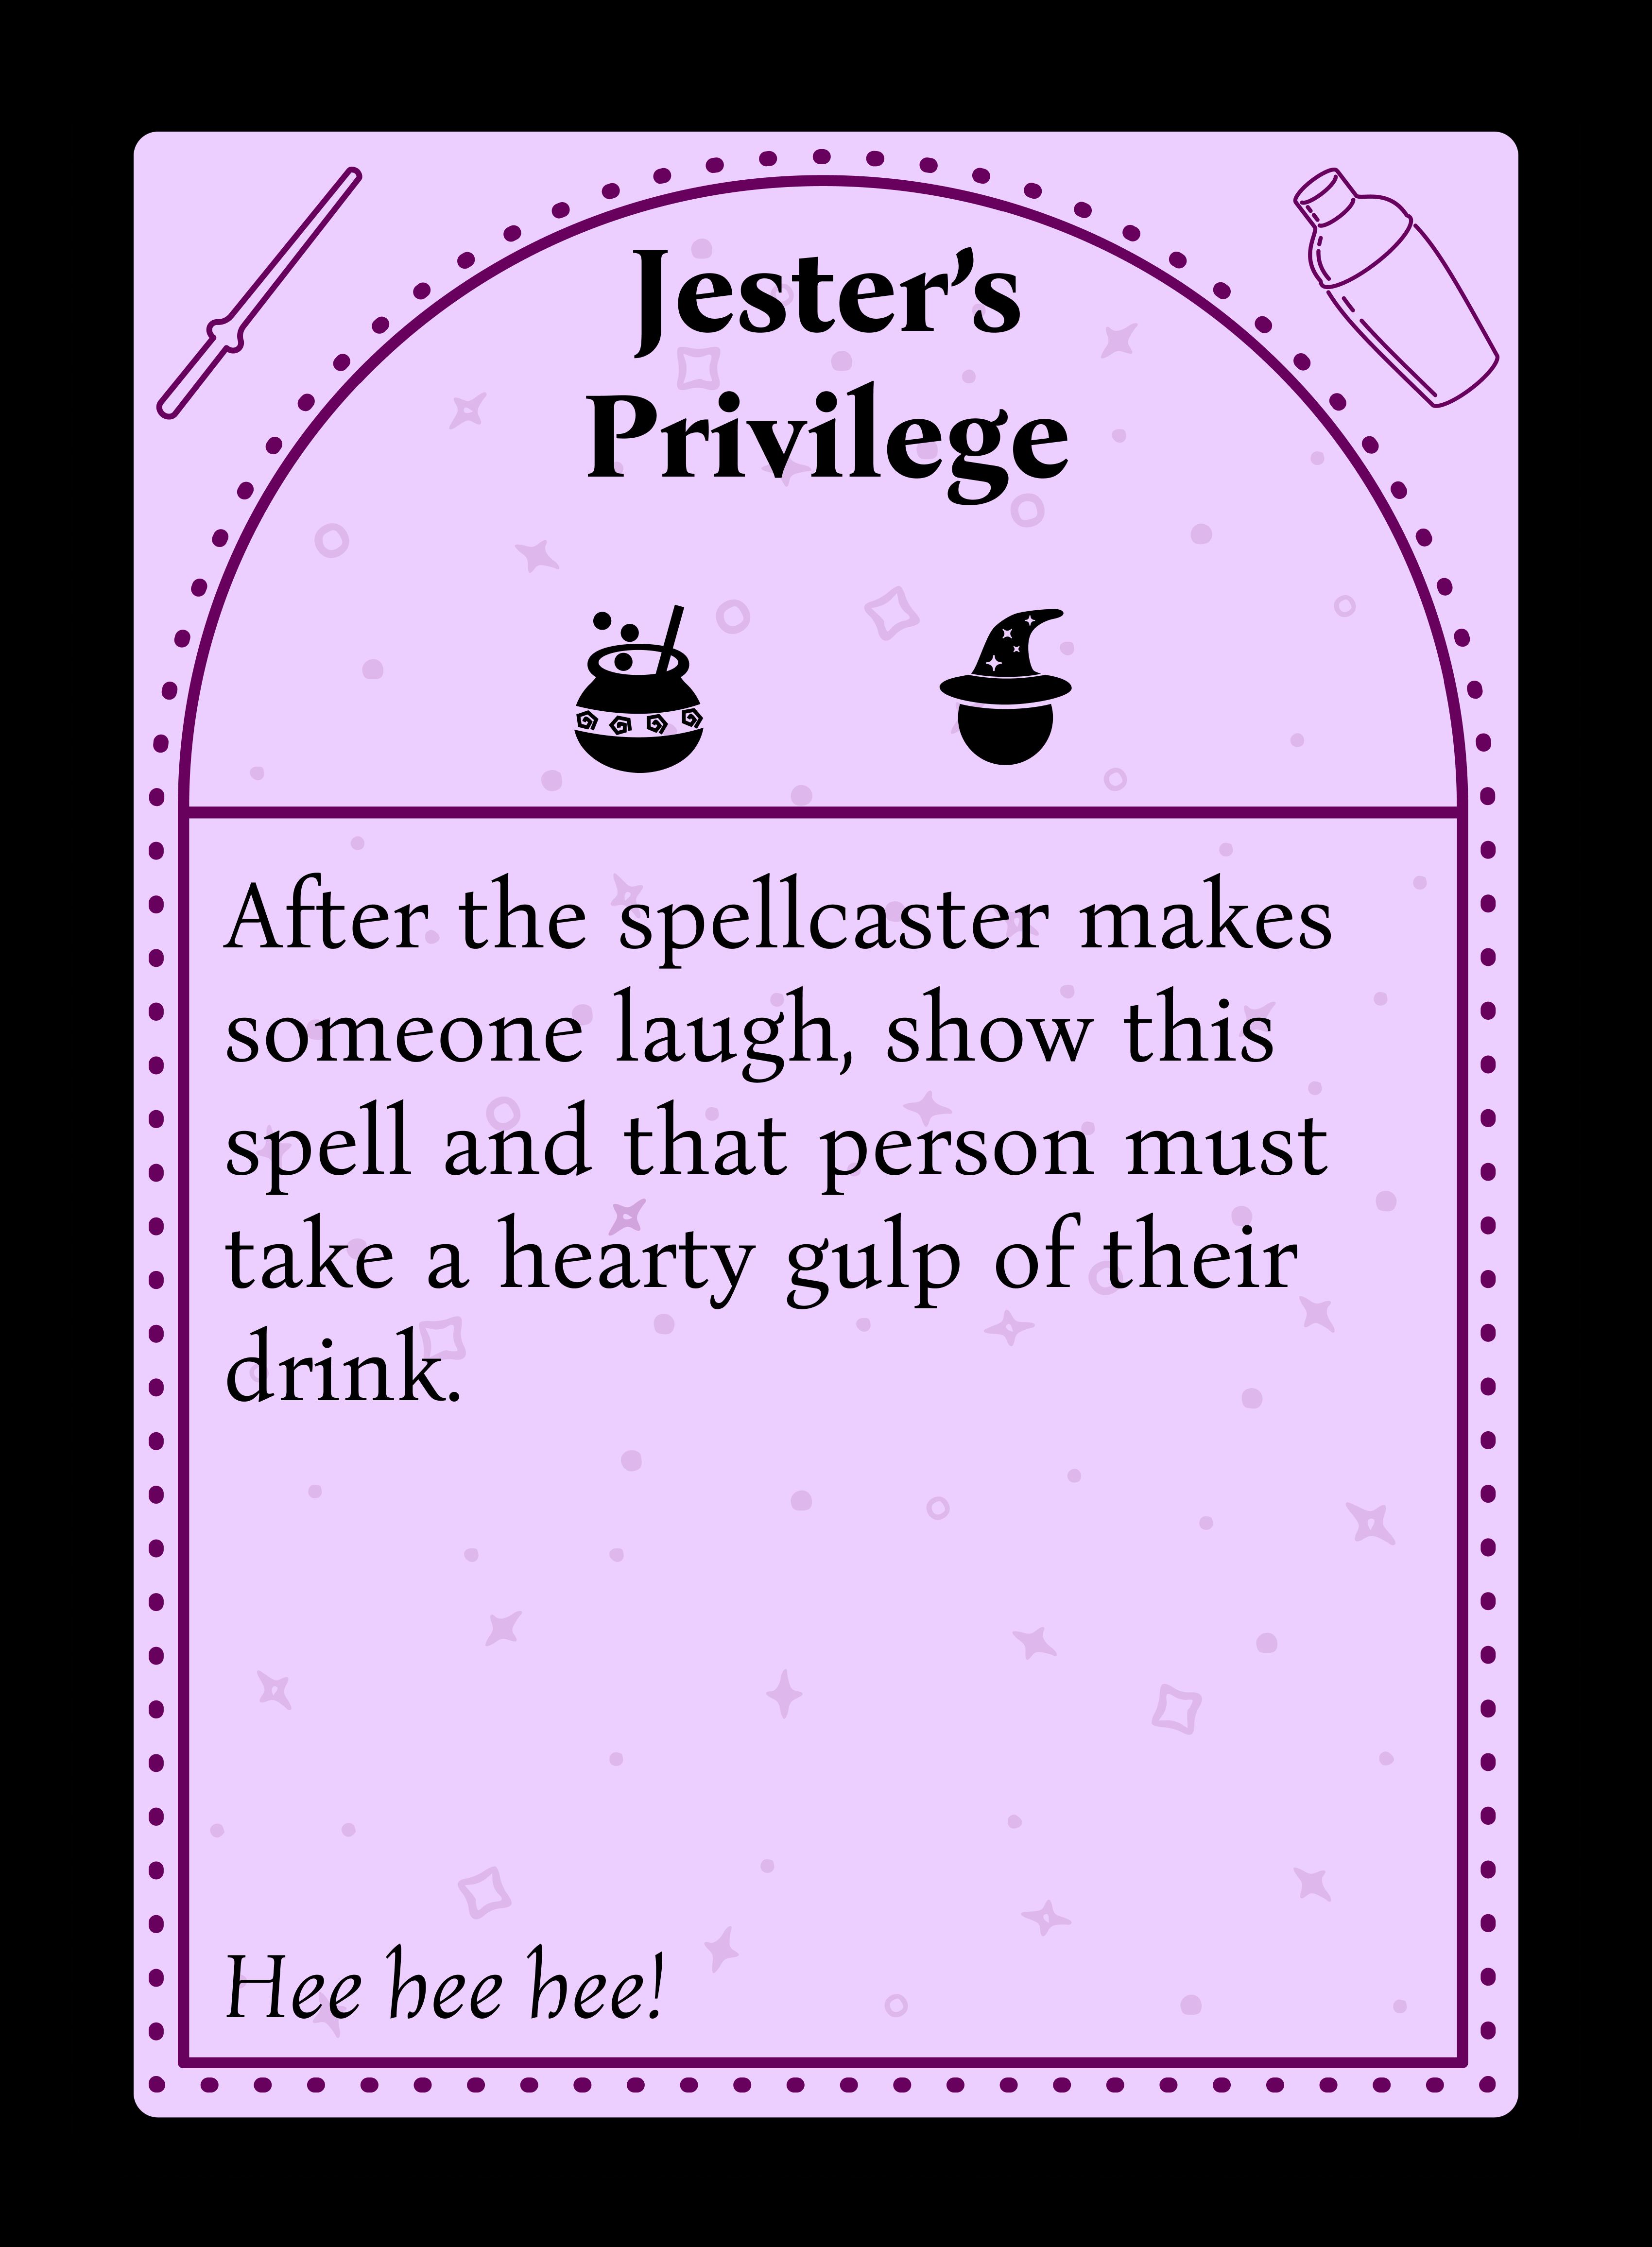 Jester’s
Privilege
After the spellcaster makes
someone laugh, show this
spell and that person must
take a hearty gulp of their
drink.
Hee hee hee!